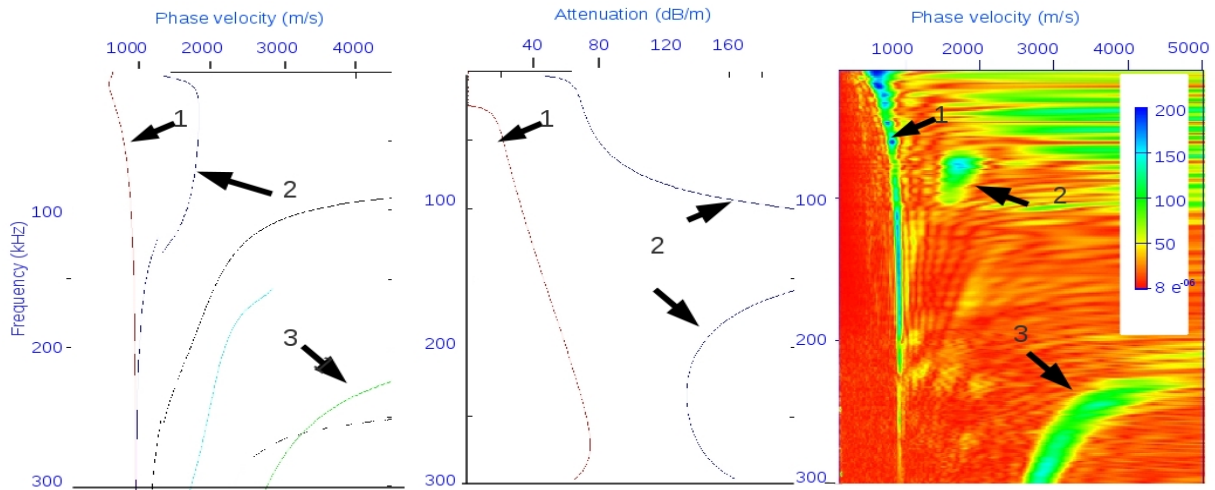 Phase velocity (m/s)
1000 2000 3000 4000
Frequency (kHz)
100
200
300
1
2
3
Attenuation (dB/m)
40 80 120 160
100
200
300
1
2
Phase velocity (m/s)
1000 2000 3000 4000 5000
100
200
300
1
2
3
200
150
100
50
8 e-06